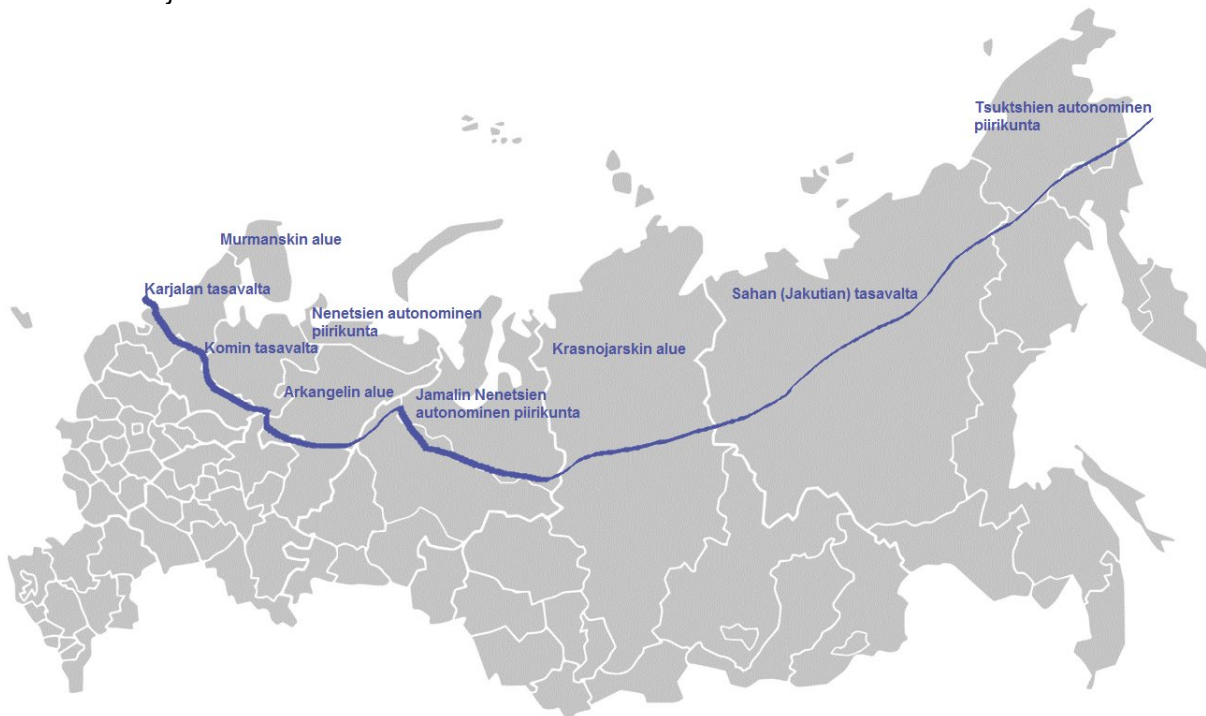 Tsuktshien autonominen
piirikunta
Murmanskin alue
Karjalan tasavalta
Sahan (Jakutian) tasavalta
Nenetsien autonominen
piirikunta
Komin tasavalta
Krasnojarskin alue
Arkangelin alue
Jamalin Nenetsien
autonominen piirikunta